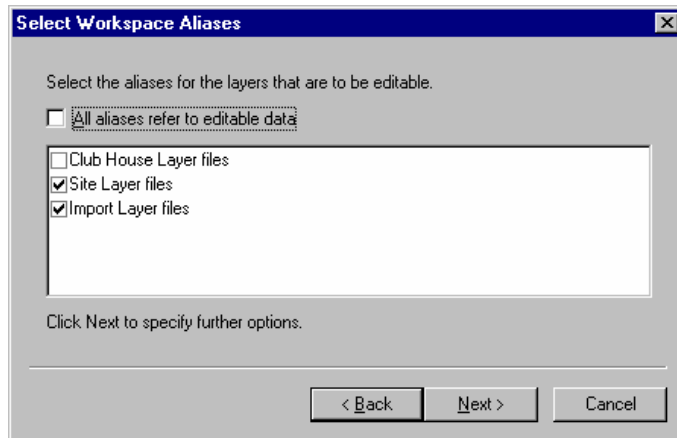 Select Workspace Aliases
Select the aliases for the layers that are to be editable.
All aliases refer to editable data
Club House Layer files
Site Layer files
Import Layer files
Click Next to specify further options.
< Back Next > Cancel